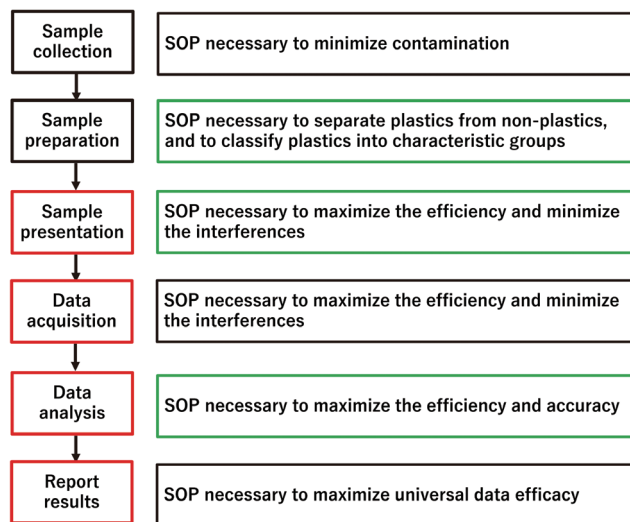 Sample
collection
SOP necessary to minimize contamination
Sample
preparation
SOP necessary to separate plastics from non-plastics,
and to classify plastics into characteristic groups
Sample
presentation
SOP necessary to maximize the efficiency and minimize
the interferences
Data
acquisition
SOP necessary to maximize the efficiency and minimize
the interferences
Data
analysis
SOP necessary to maximize the efficiency and accuracy
Report
results
SOP necessary to maximize universal data efficacy